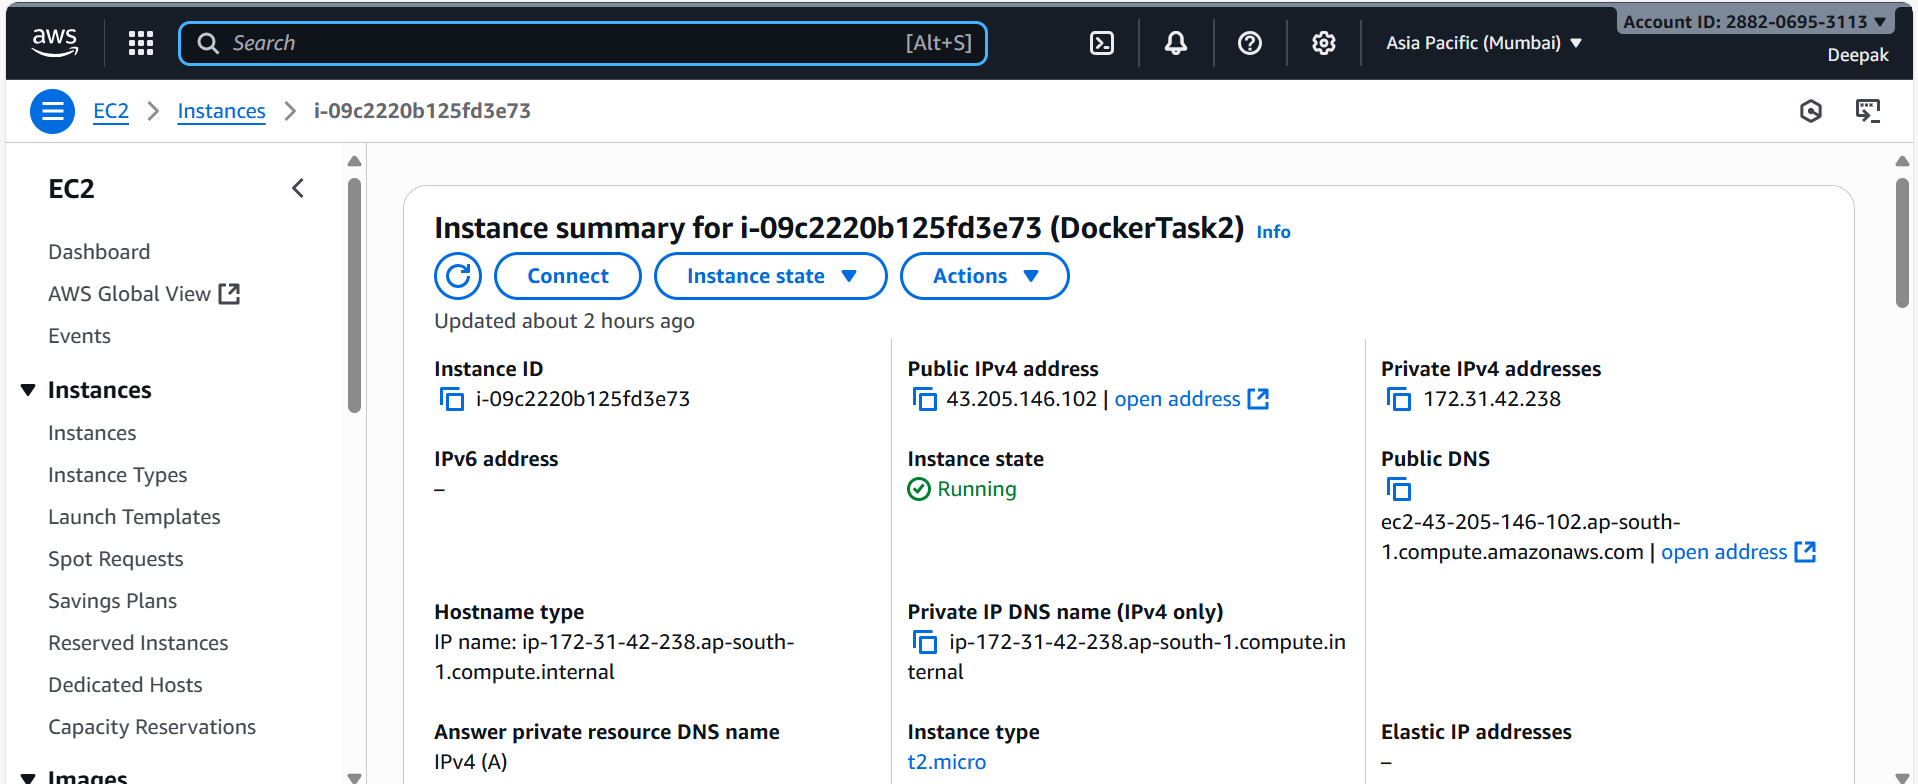 aws
Search
[Alt+S]
Asia Pacific (Mumbai)
Account ID: 2882-0695-3113
Deepak
EC2
Instances
i-09c2220b125fd3e73
EC2
Dashboard
AWS Global View
Events
Instances
Instances
Instance Types
Launch Templates
Spot Requests
Savings Plans
Reserved Instances
Dedicated Hosts
Capacity Reservations
Images
Instance summary for i-09c2220b125fd3e73 (DockerTask2) Info
Connect
Instance state
Actions
Updated about 2 hours ago
Instance ID
i-09c2220b125fd3e73
Public IPv4 address
43.205.146.102 | open address
Private IPv4 addresses
172.31.42.238
IPv6 address
–
Instance state
Running
Public DNS
ec2-43-205-146-102.ap-south-
1.compute.amazonaws.com | open address
Hostname type
IP name: ip-172-31-42-238.ap-south-
1.compute.internal
Private IP DNS name (IPv4 only)
ip-172-31-42-238.ap-south-1.compute.in
ternal
Answer private resource DNS name
IPv4 (A)
Instance type
t2.micro
Elastic IP addresses
–